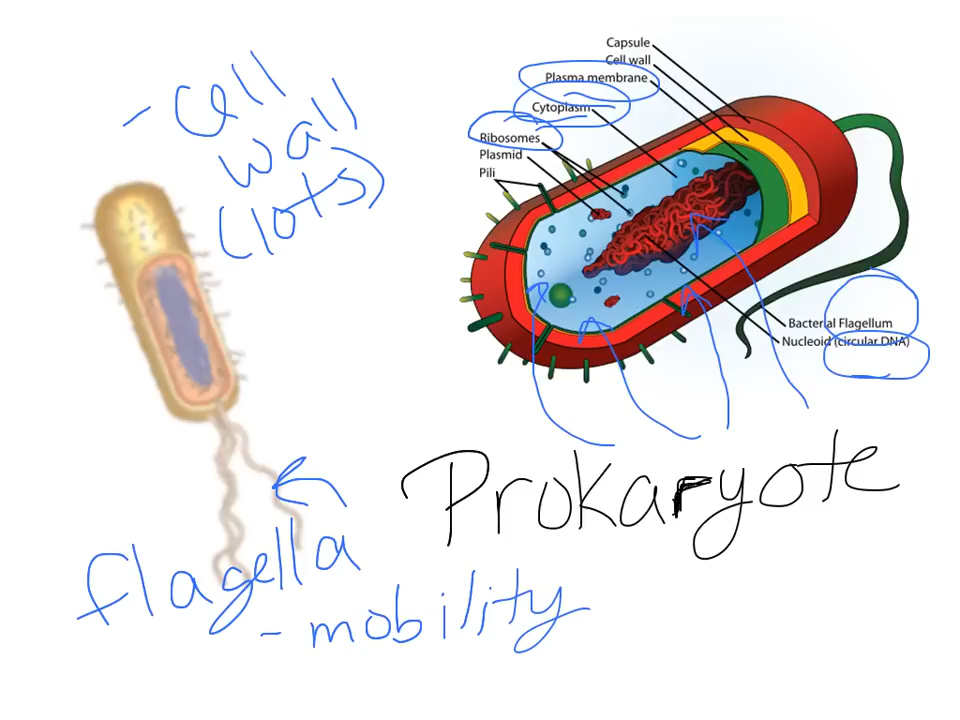 - Cell
wall
(lots)
Capsule
Cell wall
Plasma membrane
Cytoplasm
Ribosomes
Plasmid
Pili
Bacterial Flagellum
Nucleoid (circular DNA)
Prokaryote
flagella
- mobility